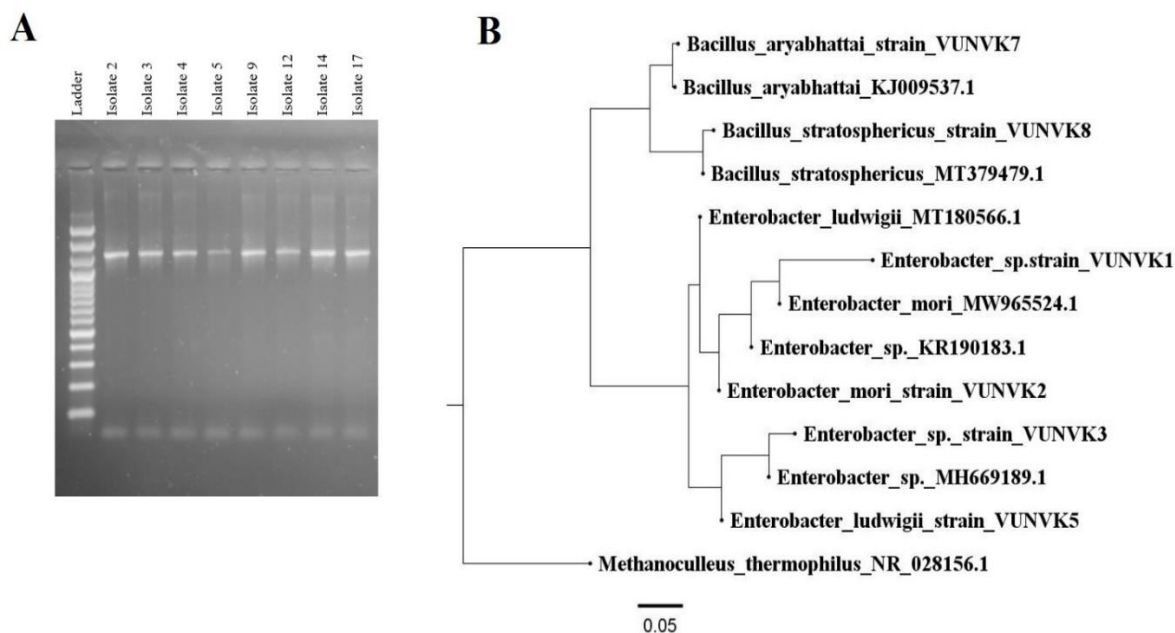 A
Ladder
Isolate 2
Isolate 3
Isolate 4
Isolate 5
Isolate 9
Isolate 12
Isolate 14
Isolate 17
B
Bacillus_aryabhattai_strain_VUNVK7
Bacillus_aryabhattai_KJ009537.1
Bacillus_stratosphericus_strain_VUNVK8
Bacillus_stratosphericus_MT379479.1
Enterobacter_ludwigii_MT180566.1
Enterobacter_sp.strain_VUNVK1
Enterobacter_mori_MW965524.1
Enterobacter_sp._KR190183.1
Enterobacter_mori_strain_VUNVK2
Enterobacter_sp._strain_VUNVK3
Enterobacter_sp._MH669189.1
Enterobacter_ludwigii_strain_VUNVK5
Methanoculleus_thermophilus_NR_028156.1
0.05